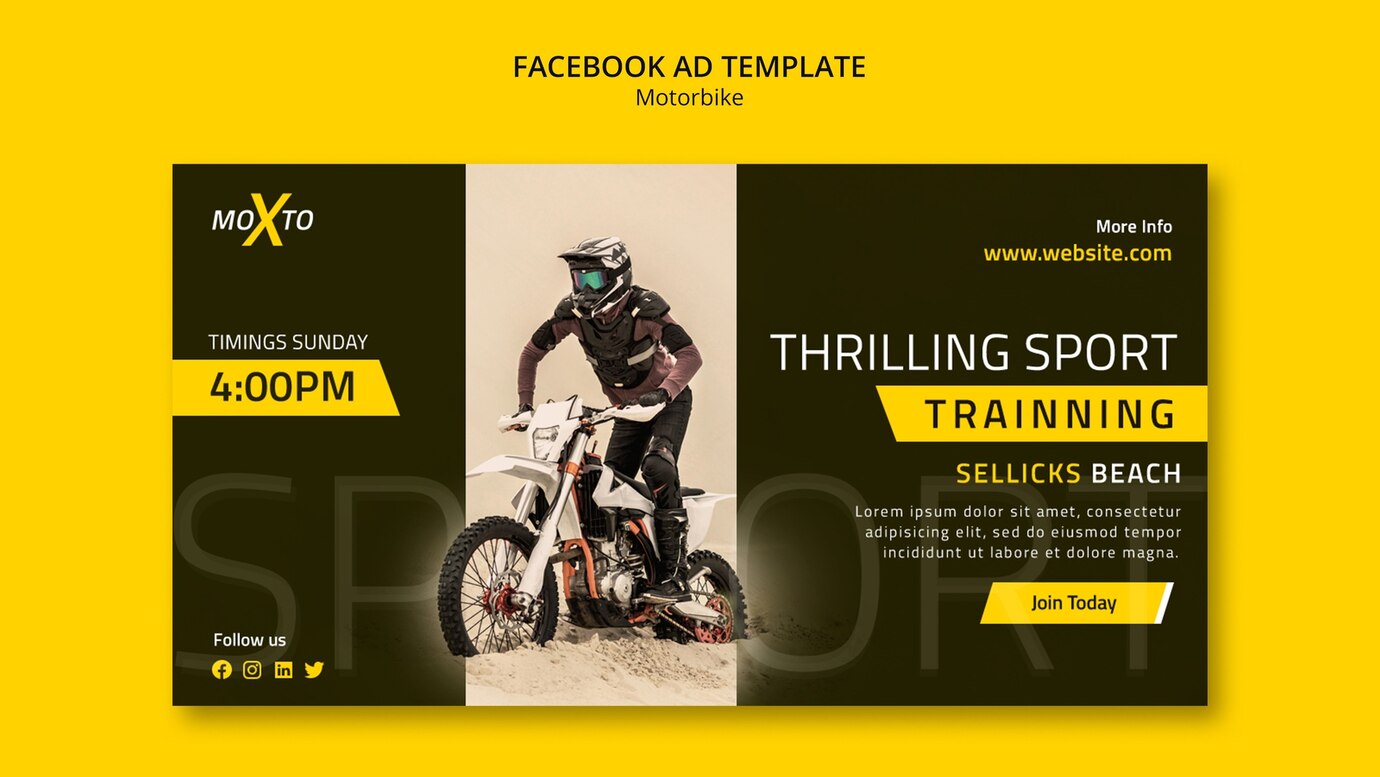 FACEBOOK AD TEMPLATE
Motorbike
MOXTO
More Info
www.website.com
TIMINGS SUNDAY
4:00PM
THRILLING SPORT
TRAINNING
SELLICKS BEACH
Lorem ipsum dolor sit amet, consectetur
adipisicing elit, sed do eiusmod tempor
incididunt ut labore et dolore magna.
Join Today
SPORT
Follow us